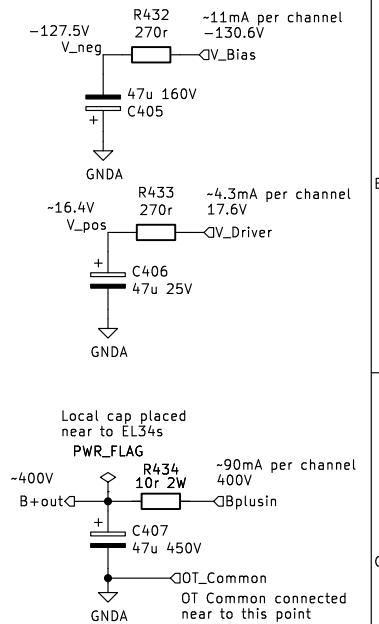 R432
270r
~11mA per channel
-130.6V
-127.5V
V_neg
V_Bias
47u 160V
C405
+
GNDA
R433
270r
~4.3mA per channel
17.6V
~16.4V
V_pos
V_Driver
+
C406
47u 25V
GNDA
Local cap placed
near to EL34s
PWR_FLAG
R434
10r 2W
~90mA per channel
400V
~400V
B+out
Bplusin
+
C407
47u 450V
OT_Common
GNDA
OT Common connected
near to this point